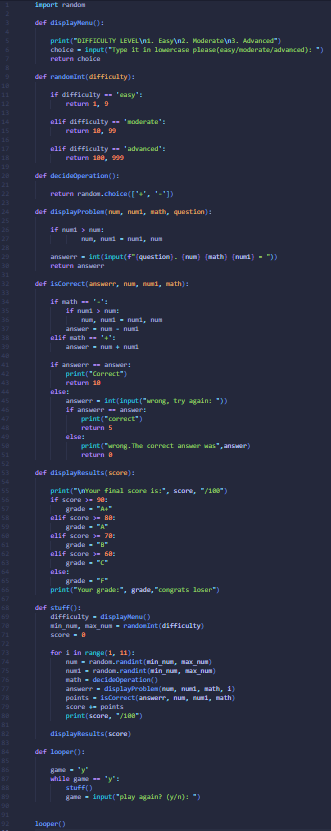 import random
def displayMenu():
print("DIFFICULTY LEVEL\n1. Easy\n2. Moderate\n3. Advanced")
choice = input("Type it in lowercase please(easy/moderate/advanced): ")
return choice
def randomInt(difficulty):
if difficulty == 'easy':
return 1, 9
elif difficulty == 'moderate':
return 10, 99
elif difficulty == 'advanced':
return 100, 999
def decideOperation():
return random.choice(['+', '-'])
def displayProblem(num, num1, math, question):
if num1 > num:
num, num1 = num1, num
answerr = int(input(f"{question}. {num} {math} {num1} = "))
return answerr
def isCorrect(answerr, num, num1, math):
if math == '-':
if num1 > num:
num, num1 = num1, num
answer = num - num1
elif math == '+':
answer = num + num1
if answerr == answer:
print("Correct")
return 10
else:
answerr = int(input("wrong, try again: "))
if answerr == answer:
print("correct")
return 5
else:
print("wrong.The correct answer was",answer)
return 0
def displayResults(score):
print("\nYour final score is:", score, "/100")
if score >= 90:
grade = "A+"
elif score >= 80:
grade = "A"
elif score >= 70:
grade = "B"
elif score >= 60:
grade = "C"
else:
grade = "F"
print("Your grade:", grade,"congrats loser")
def stuff():
difficulty = displayMenu()
min_num, max_num = randomInt(difficulty)
score = 0
for i in range(1, 11):
num = random.randint(min_num, max_num)
num1 = random.randint(min_num, max_num)
math = decideOperation()
answerr = displayProblem(num, num1, math, i)
points = isCorrect(answerr, num, num1, math)
score += points
print(score, "/100")
displayResults(score)
def looper():
game = 'y'
while game == 'y':
stuff()
game = input("play again? (y/n): ")
looper()